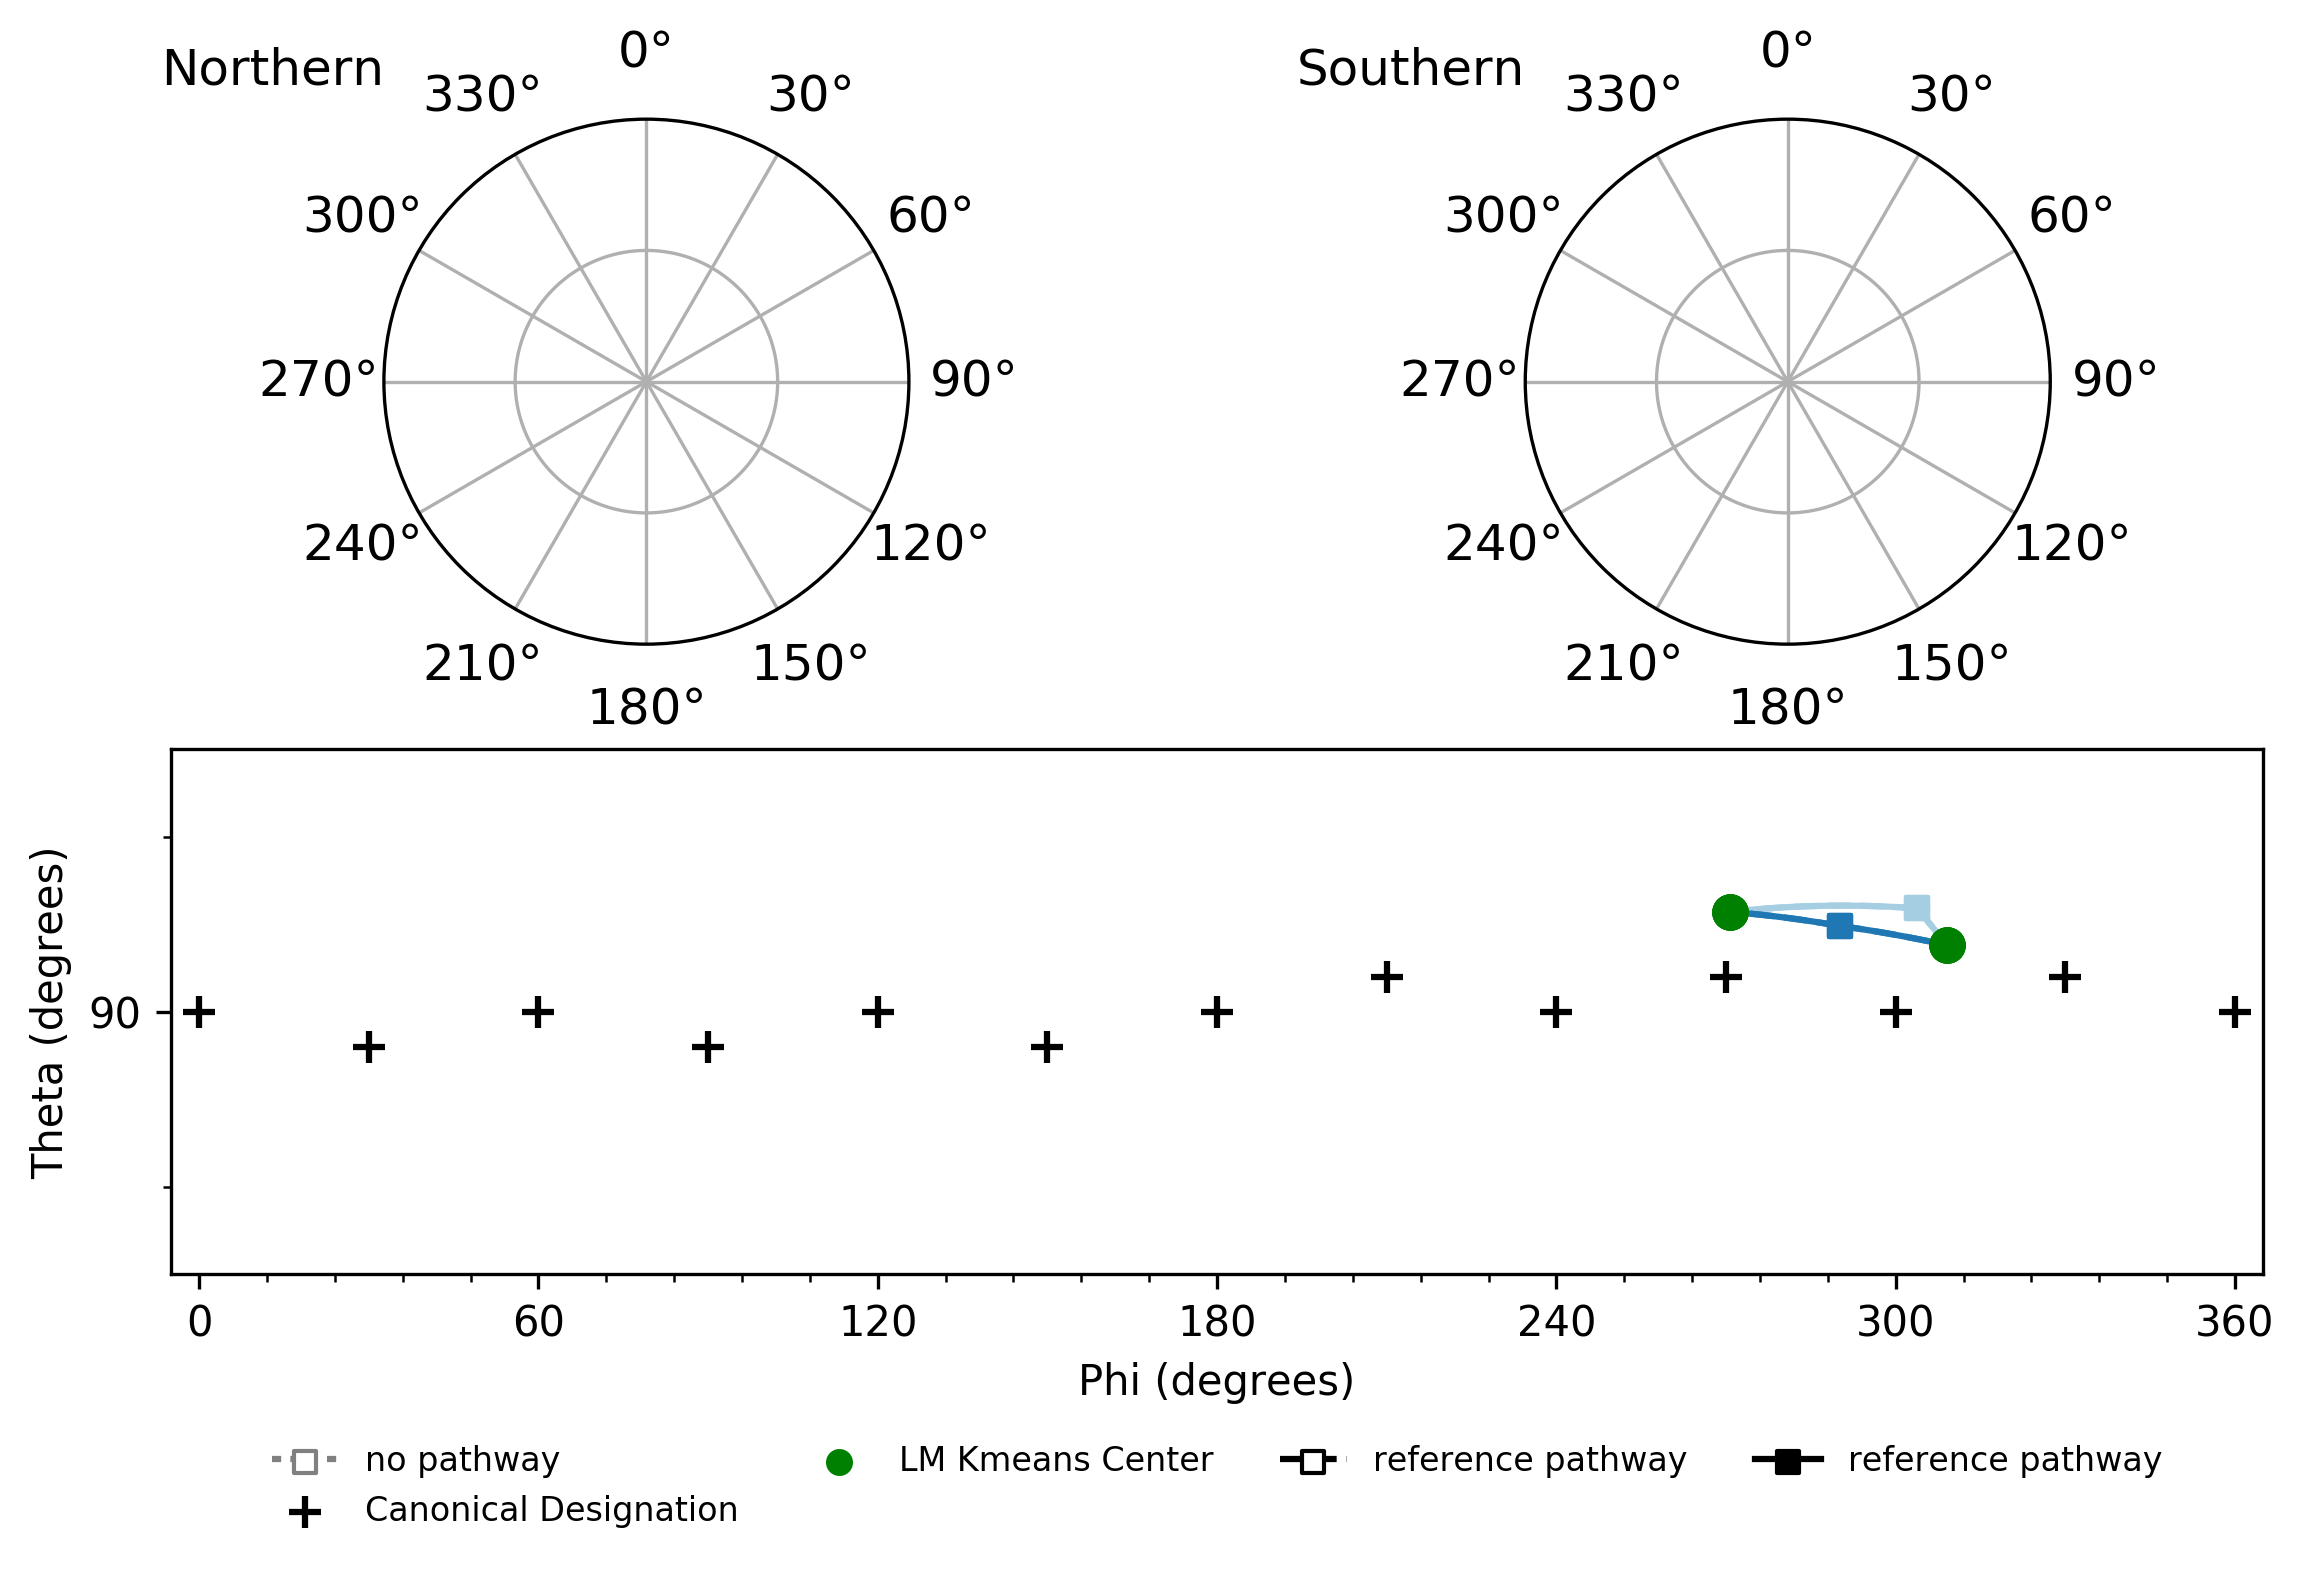 Northern
0°
330°
30°
300°
60°
270°
90°
240°
120°
210°
150°
180°
Southern
0°
330°
30°
300°
60°
270°
90°
240°
120°
210°
150°
180°
Theta (degrees)
90
0 60 120 180 240 300 360
Phi (degrees)
no pathway
Canonical Designation
LM Kmeans Center
reference pathway
reference pathway